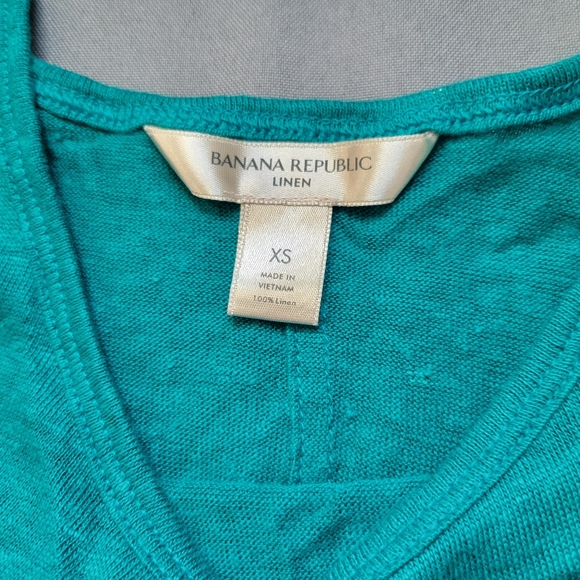 BANANA REPUBLIC
LINEN
XS
MADE IN
VIETNAM
100% Linen